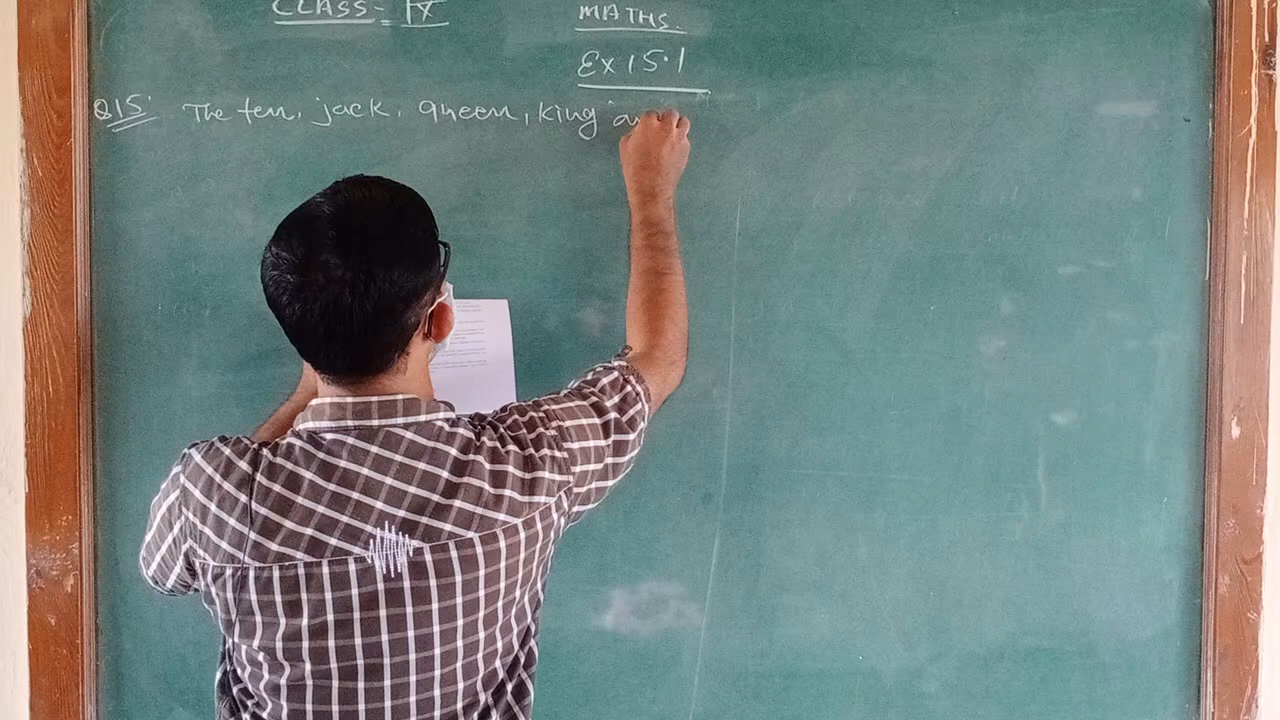 CLASS- IX
MATHS.
Ex 15.1
Q15. The ten, jack, queen, king a